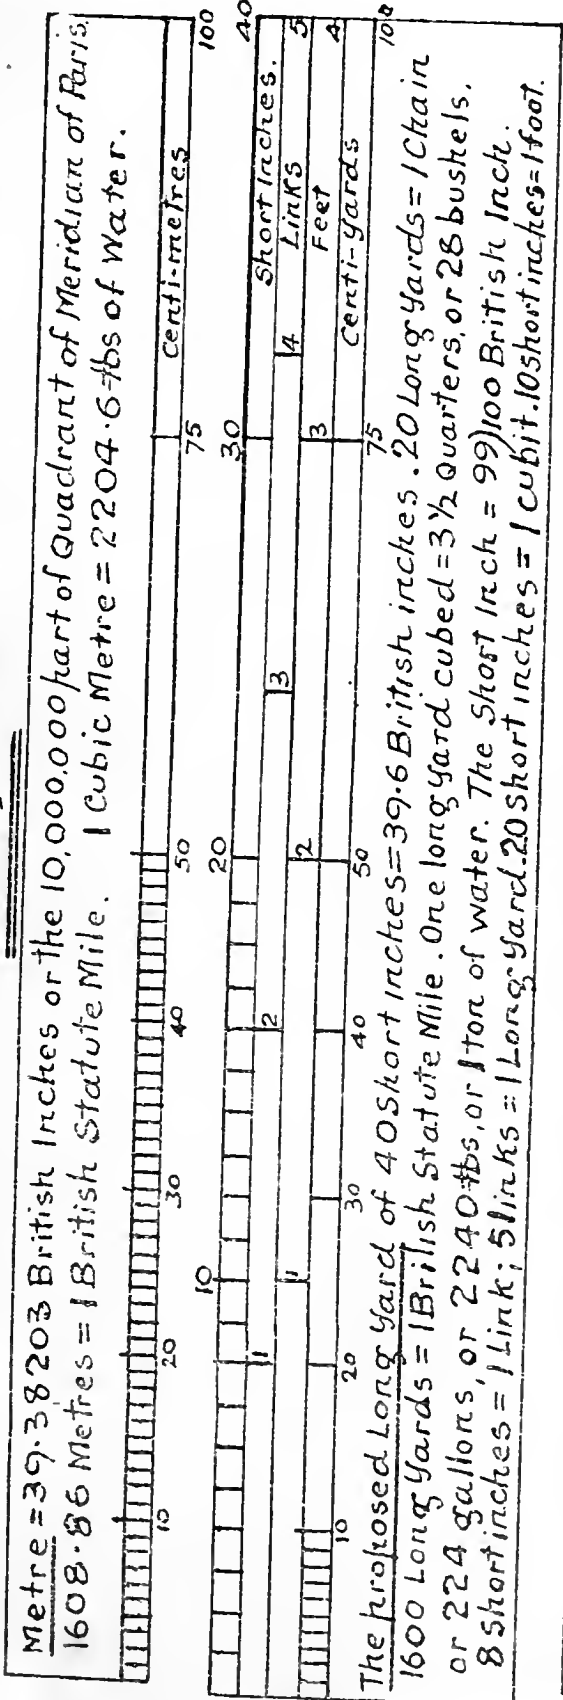 Metre = 39.38203 British Inches or the 10,000.000 part of Quadrant of Meridian of Paris.
1608.86 Metres = 1 British Statute Mile. 1 Cubic Metre = 2204.6 lbs of Water.
Centi-metres
10 20 30 40 50 75 100
10 20 30 40
Short Inches.
1 2 3 4 5
Links
1 2 3 4
Feet
Centi-Yards
10 20 30 40 50 75 100
The proposed Long Yard of 40 Short inches = 39.6 British inches. 20 Long Yards = 1 Chain
1600 Long Yards = 1 British Statute Mile. One long yard cubed = 3½ Quarters, or 28 bushels.
or 224 gallons, or 2240 lbs, or 1 ton of water. The Short Inch = 99)100 British Inch.
8 Short inches = 1 Link; 5 links = 1 Long Yard. 20 Short inches = 1 cubit. 10 short inches = 1 foot.